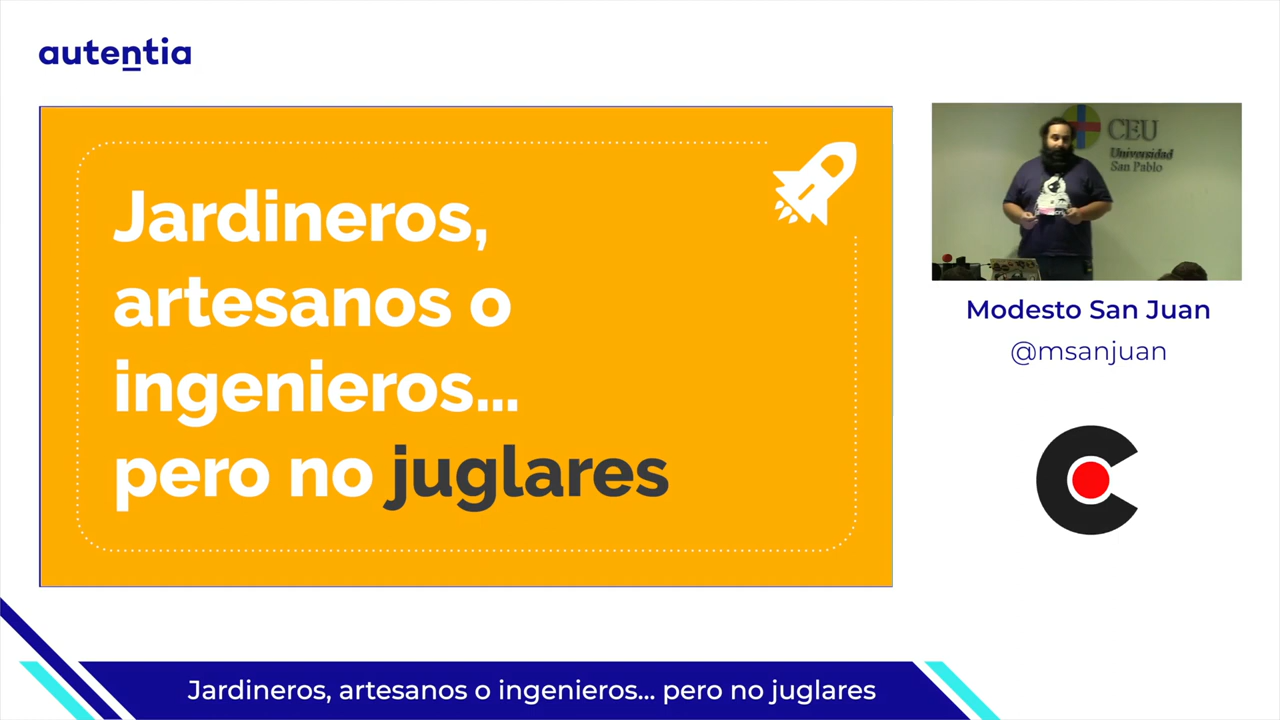 autentia
Jardineros,
artesanos o
ingenieros...
pero no juglares
CEU
Universidad
San Pablo
Modesto San Juan
@msanjuan
Jardineros, artesanos o ingenieros... pero no juglares